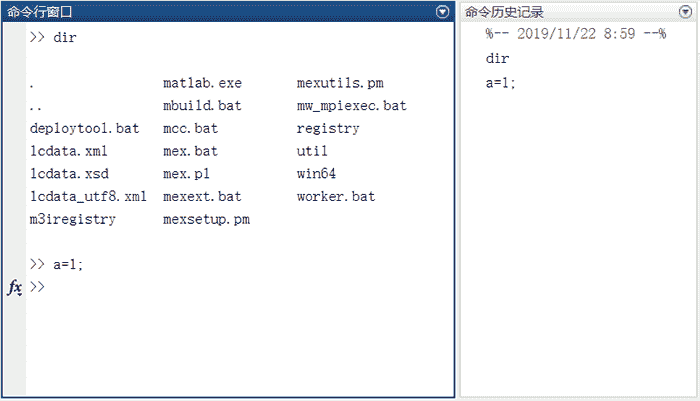 命令行窗口
>> dir
. matlab.exe mexutils.pm
.. mbuild.bat mw_mpiexec.bat
deploytool.bat mcc.bat registry
lcdata.xml mex.bat util
lcdata.xsd mex.pl win64
lcdata_utf8.xml mexext.bat worker.bat
m3iregistry mexsetup.pm
>> a=1;
fx >>
命令历史记录
%-- 2019/11/22 8:59 --%
dir
a=1;